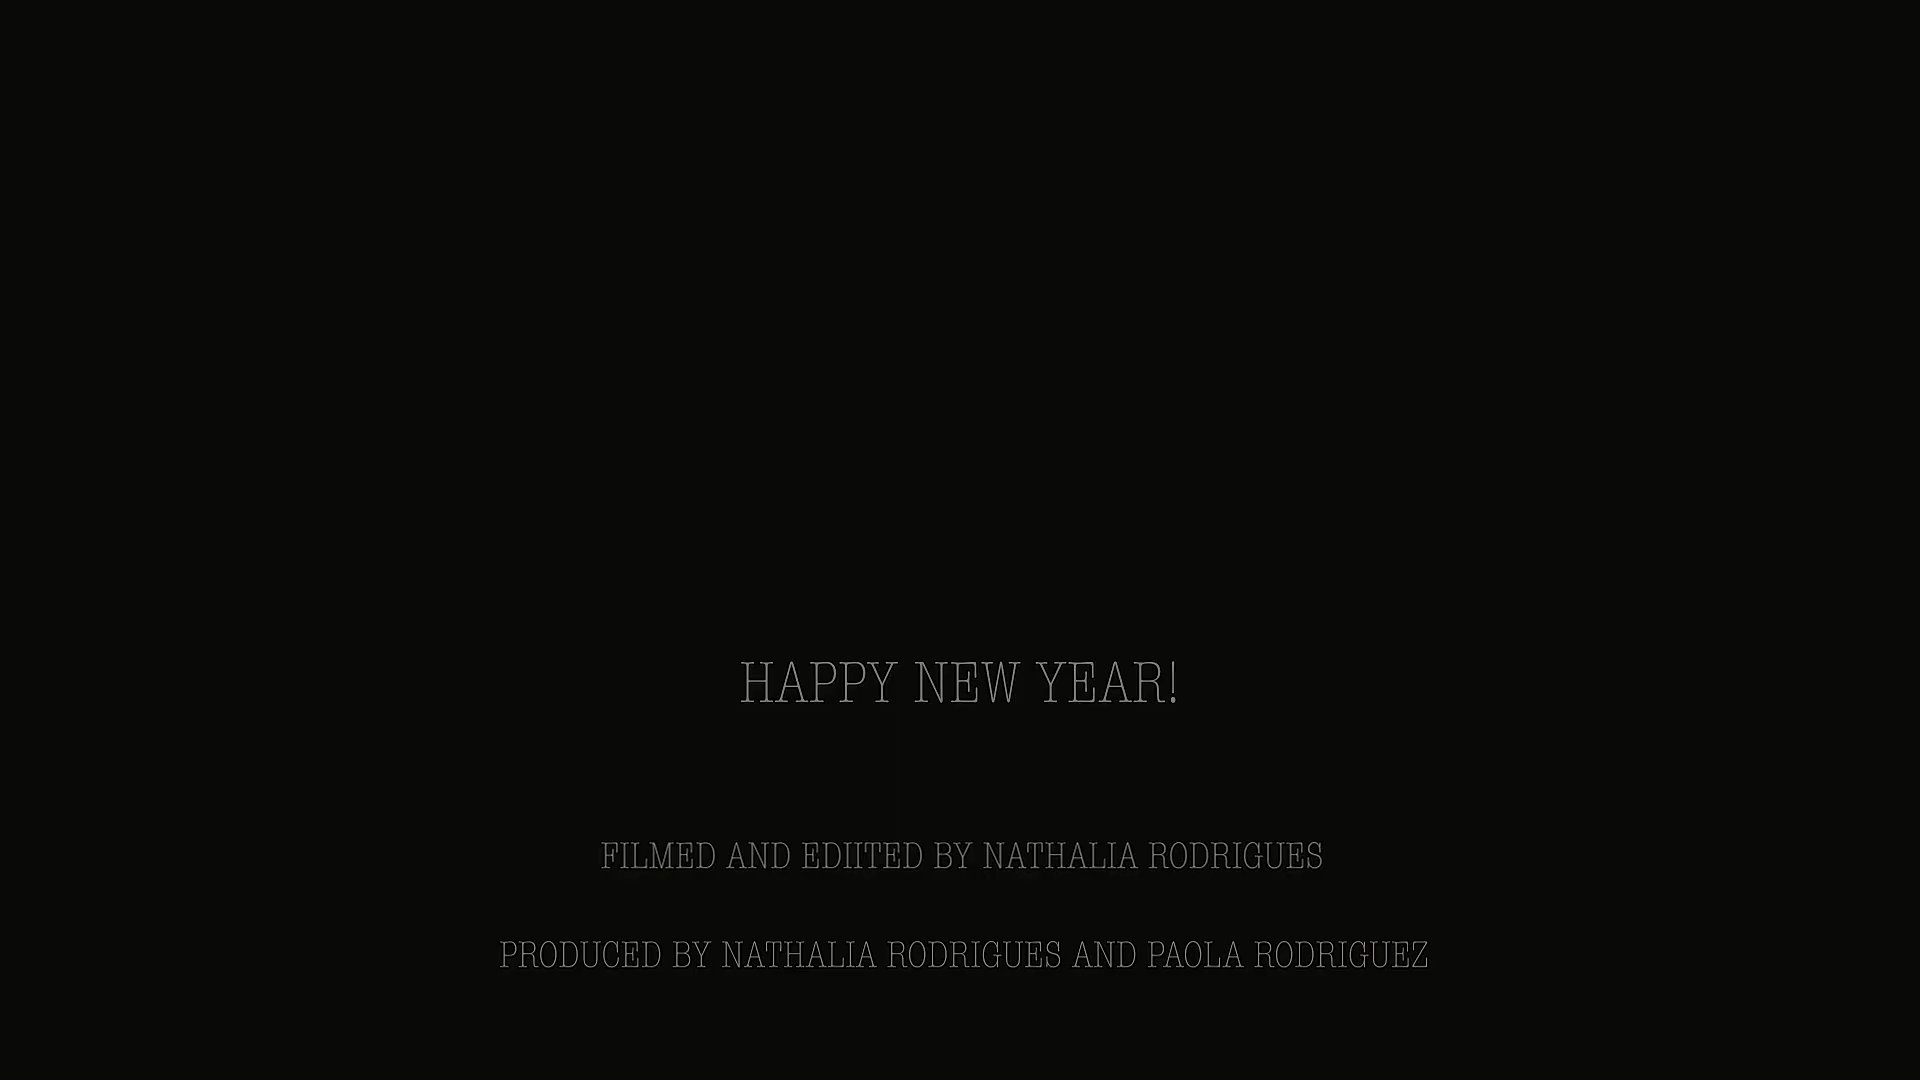 HAPPY NEW YEAR!
FILMED AND EDIITED BY NATHALIA RODRIGUES
PRODUCED BY NATHALIA RODRIGUES AND PAOLA RODRIGUEZ